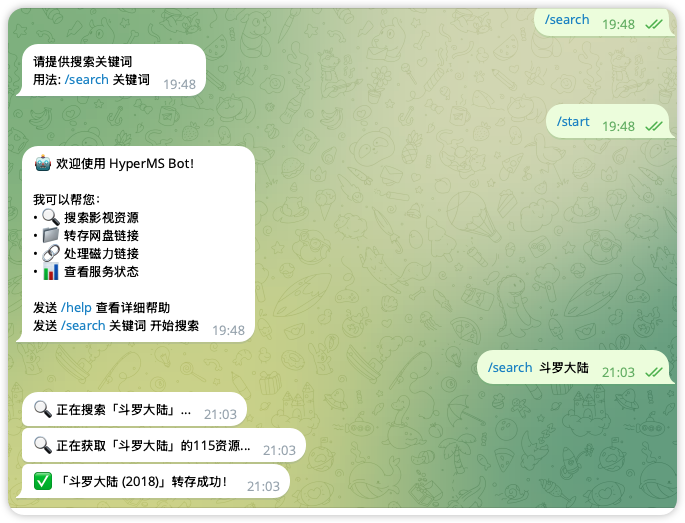 /search 19:48
请提供搜索关键词
用法: /search 关键词 19:48
/start 19:48
🤖 欢迎使用 HyperMS Bot!
我可以帮您:
• 🔍 搜索影视资源
• 📁 转存网盘链接
• 🔗 处理磁力链接
• 📊 查看服务状态
发送 /help 查看详细帮助
发送 /search 关键词 开始搜索 19:48
/search 斗罗大陆 21:03
🔍 正在搜索「斗罗大陆」... 21:03
🔍 正在获取「斗罗大陆」的115资源... 21:03
✅ 「斗罗大陆 (2018)」转存成功! 21:03